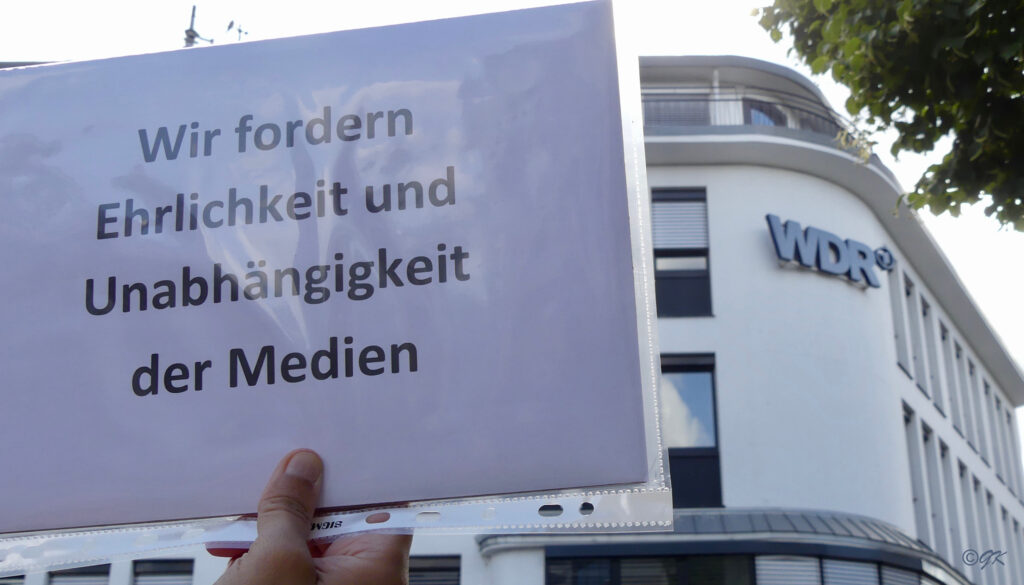 Wir fordern
Ehrlichkeit und
Unabhängigkeit
der Medien
WDR
©GK